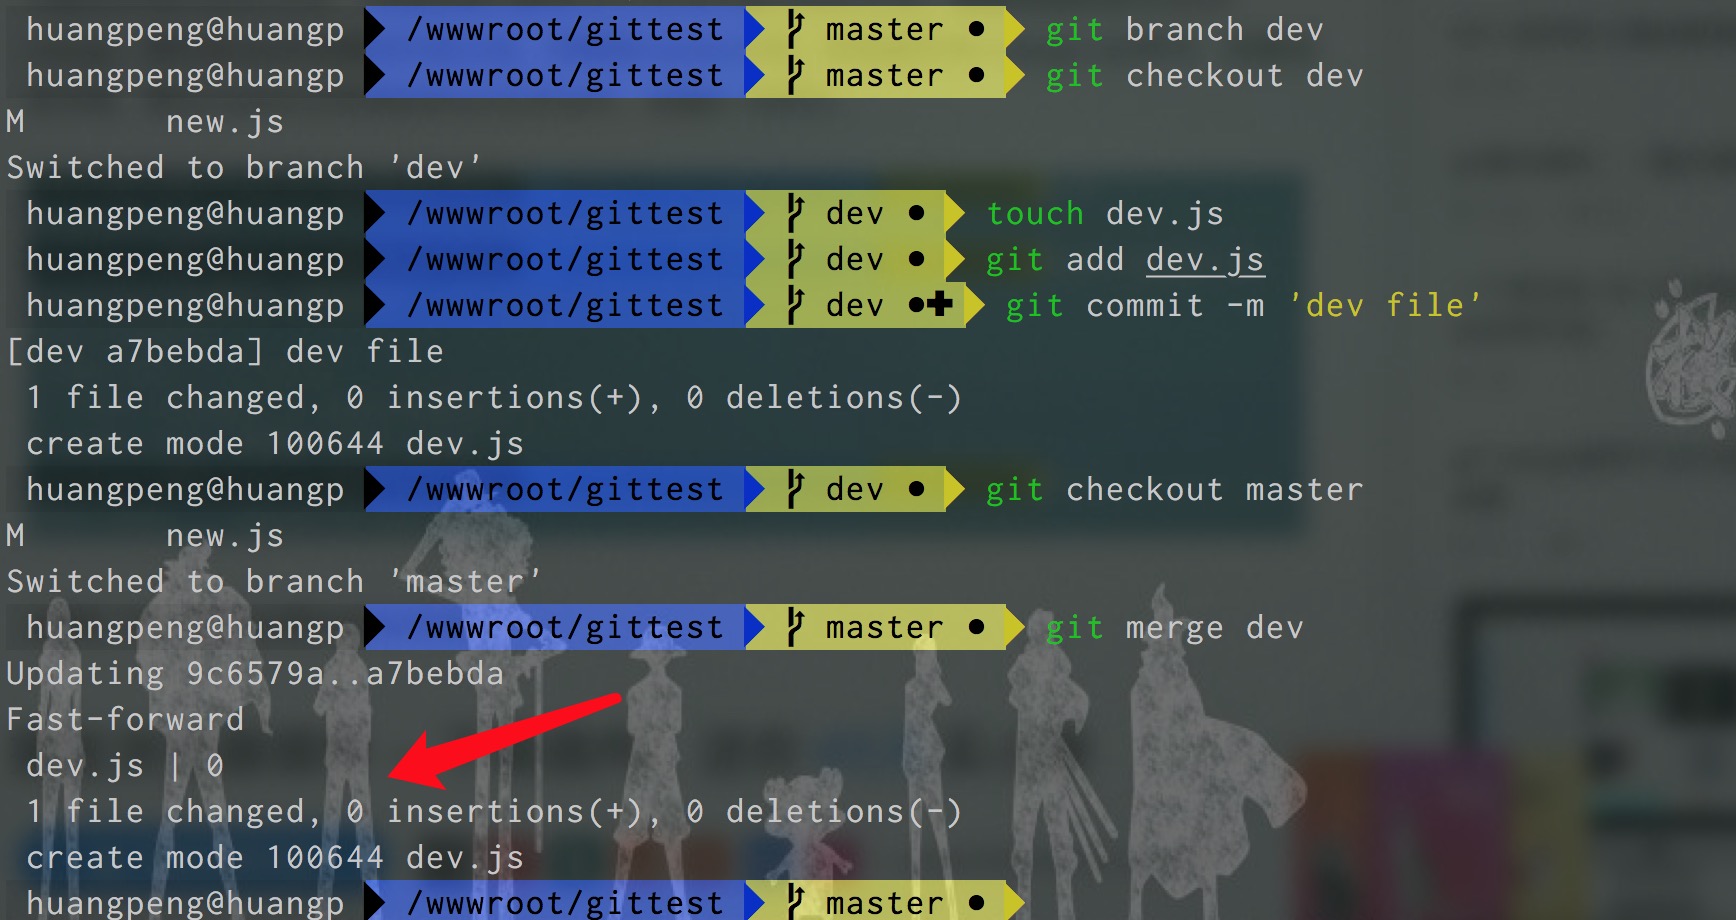 huangpeng@huangp /wwwroot/gittest master ● git branch dev
huangpeng@huangp /wwwroot/gittest master ● git checkout dev
M new.js
Switched to branch 'dev'
huangpeng@huangp /wwwroot/gittest dev ● touch dev.js
huangpeng@huangp /wwwroot/gittest dev ● git add dev.js
huangpeng@huangp /wwwroot/gittest dev ●✚ git commit -m 'dev file'
[dev a7bebda] dev file
1 file changed, 0 insertions(+), 0 deletions(-)
create mode 100644 dev.js
huangpeng@huangp /wwwroot/gittest dev ● git checkout master
M new.js
Switched to branch 'master'
huangpeng@huangp /wwwroot/gittest master ● git merge dev
Updating 9c6579a..a7bebda
Fast-forward
dev.js | 0
1 file changed, 0 insertions(+), 0 deletions(-)
create mode 100644 dev.js
huangpeng@huangp /wwwroot/gittest master ●